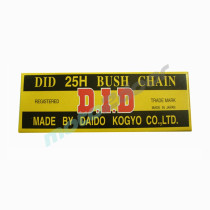 DID 25H BUSH CHAIN
REGISTERED
TRADE MARK
D.I.D
MADE IN JAPAN
MADE BY DAIDO KOGYO CO.,LTD.